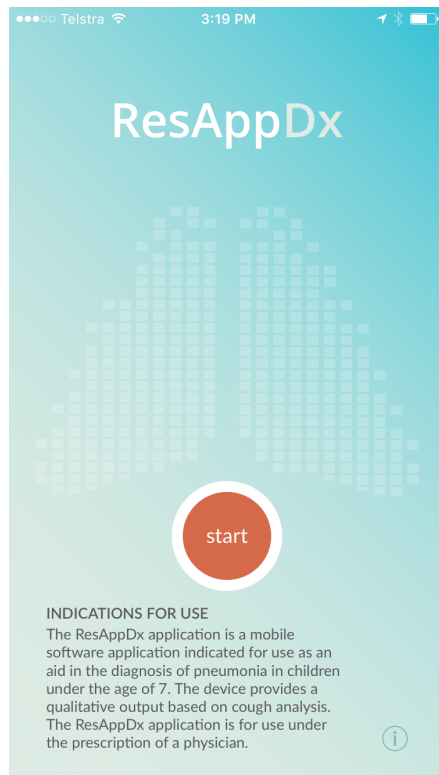 Telstra 3:19 PM
ResAppDx
start
INDICATIONS FOR USE
The ResAppDx application is a mobile
software application indicated for use as an
aid in the diagnosis of pneumonia in children
under the age of 7. The device provides a
qualitative output based on cough analysis.
The ResAppDx application is for use under
the prescription of a physician.
i